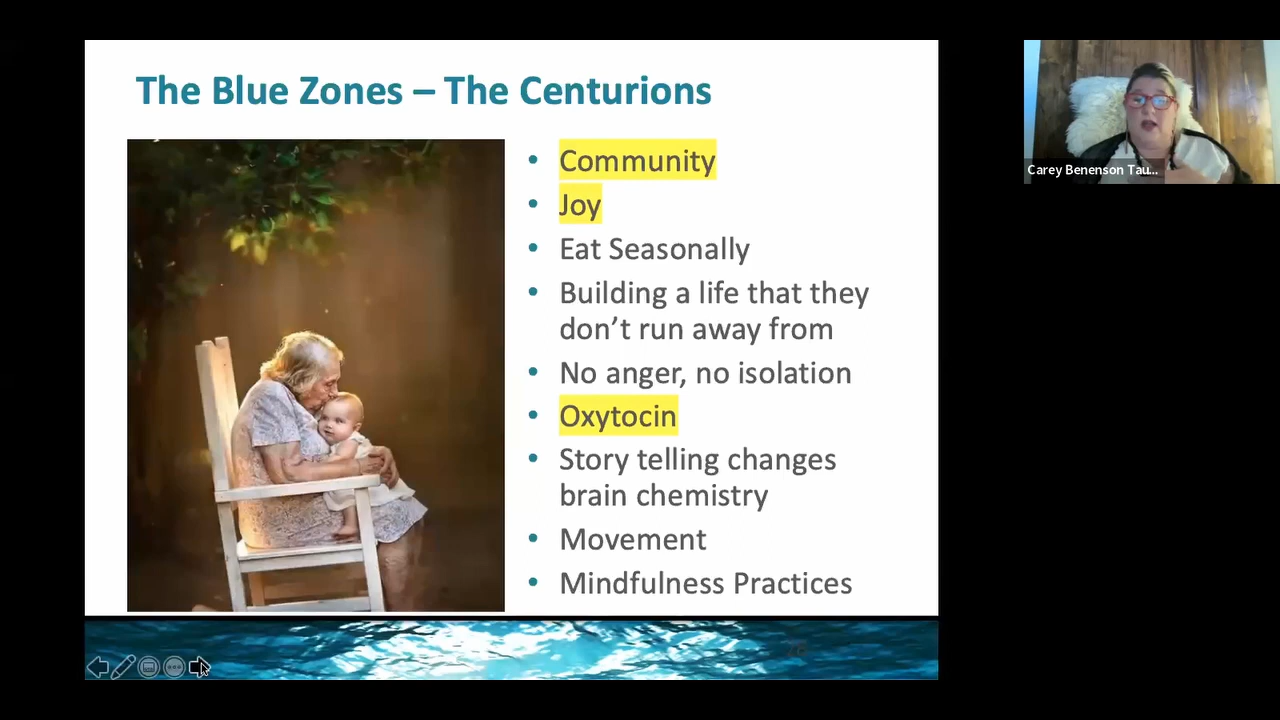 The Blue Zones – The Centurions
• Community
• Joy
• Eat Seasonally
• Building a life that they
don’t run away from
• No anger, no isolation
• Oxytocin
• Story telling changes
brain chemistry
• Movement
• Mindfulness Practices
Carey Benenson Tau...